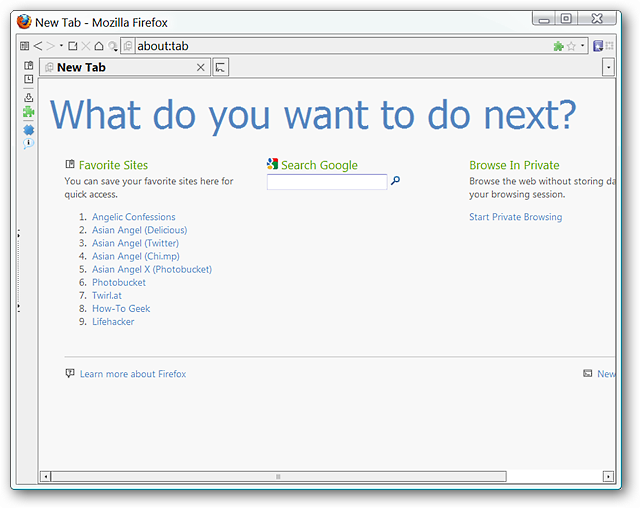 New Tab - Mozilla Firefox
about:tab
New Tab
What do you want to do next?
Favorite Sites
You can save your favorite sites here for
quick access.
1. Angelic Confessions
2. Asian Angel (Delicious)
3. Asian Angel (Twitter)
4. Asian Angel (Chi.mp)
5. Asian Angel X (Photobucket)
6. Photobucket
7. Twirl.at
8. How-To Geek
9. Lifehacker
Search Google
Browse In Private
Browse the web without storing da
your browsing session.
Start Private Browsing
Learn more about Firefox
New